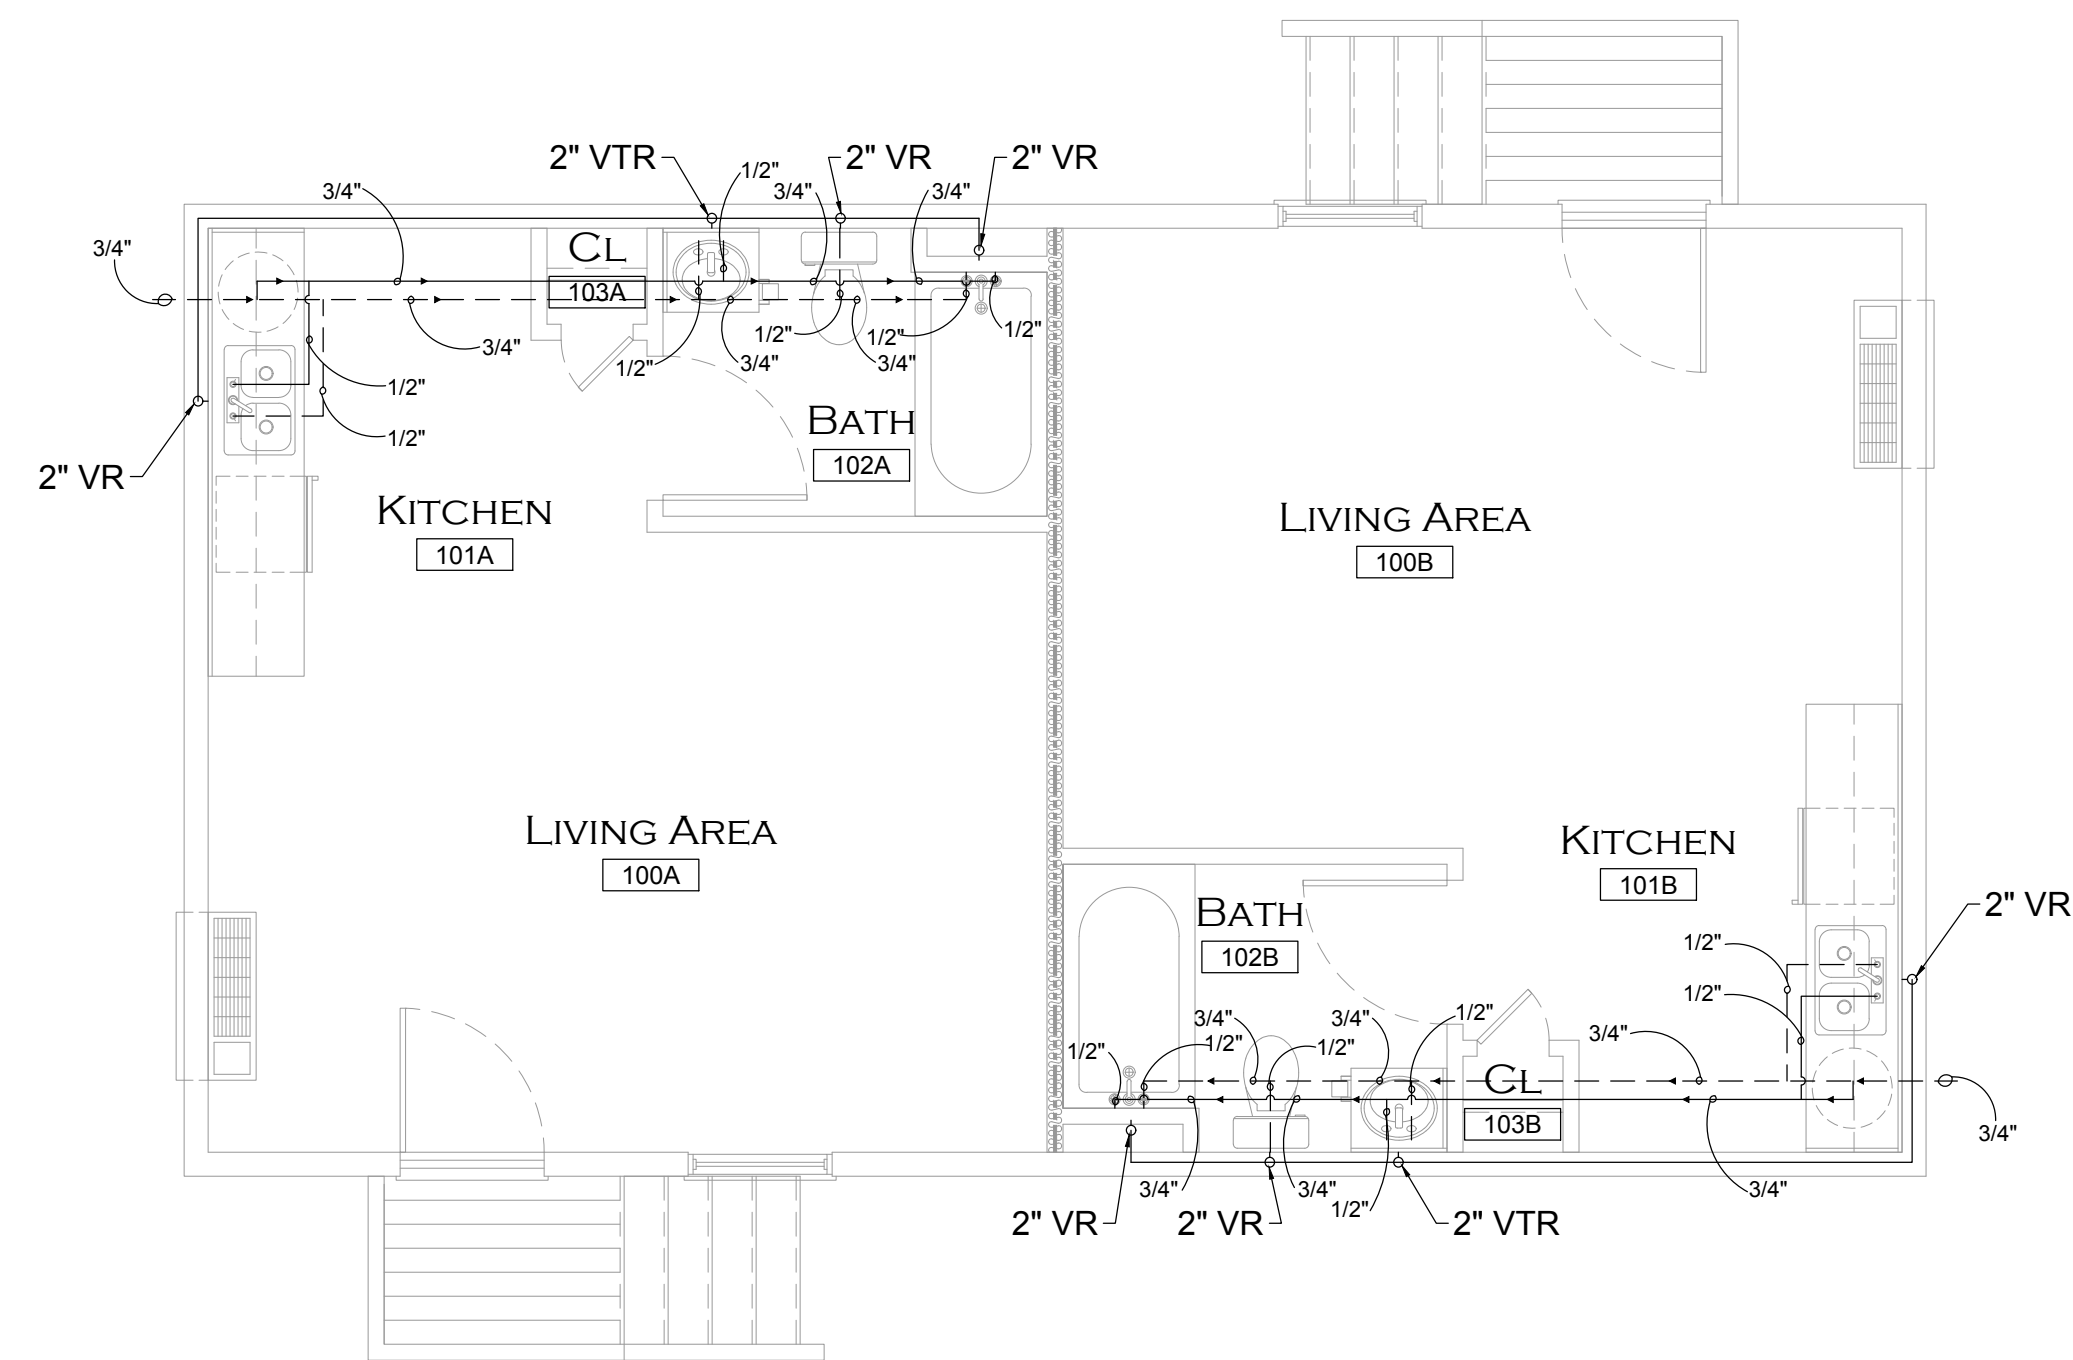 2" VTR
2" VR
2" VR
1/2"
3/4"
3/4"
3/4"
3/4"
CL
103A
3/4"
1/2"
3/4"
1/2"
3/4"
1/2"
1/2"
1/2"
1/2"
2" VR
BATH
102A
KITCHEN
101A
LIVING AREA
100B
LIVING AREA
100A
KITCHEN
101B
2" VR
BATH
102B
1/2"
1/2"
3/4"
3/4"
1/2"
3/4"
1/2"
1/2"
1/2"
CL
103B
3/4"
3/4"
3/4"
1/2"
3/4"
2" VR
2" VR
2" VTR